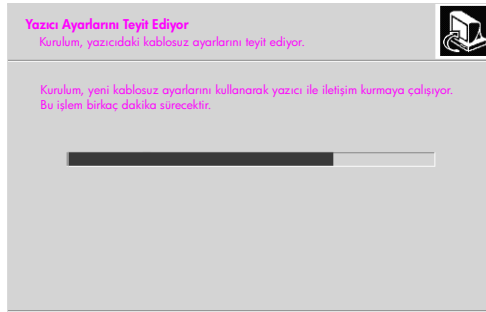 Yazıcı Ayarlarını Teyit Ediyor
Kurulum, yazıcıdaki kablosuz ayarlarını teyit ediyor.
Kurulum, yeni kablosuz ayarlarını kullanarak yazıcı ile iletişim kurmaya çalışıyor.
Bu işlem birkaç dakika sürecektir.